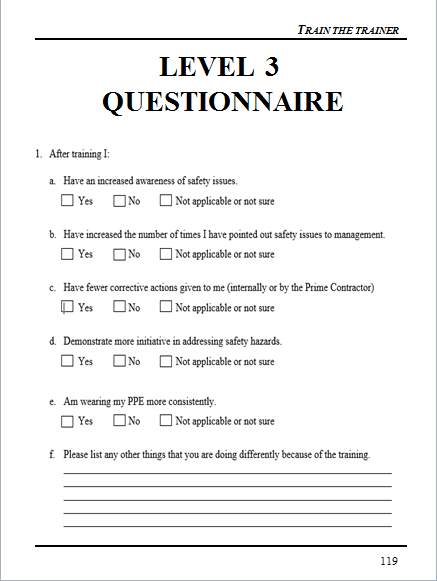 TRAIN THE TRAINER
LEVEL 3
QUESTIONNAIRE
1. After training I:
a. Have an increased awareness of safety issues.
Yes No Not applicable or not sure
b. Have increased the number of times I have pointed out safety issues to management.
Yes No Not applicable or not sure
c. Have fewer corrective actions given to me (internally or by the Prime Contractor)
Yes No Not applicable or not sure
d. Demonstrate more initiative in addressing safety hazards.
Yes No Not applicable or not sure
e. Am wearing my PPE more consistently.
Yes No Not applicable or not sure
f. Please list any other things that you are doing differently because of the training.
119